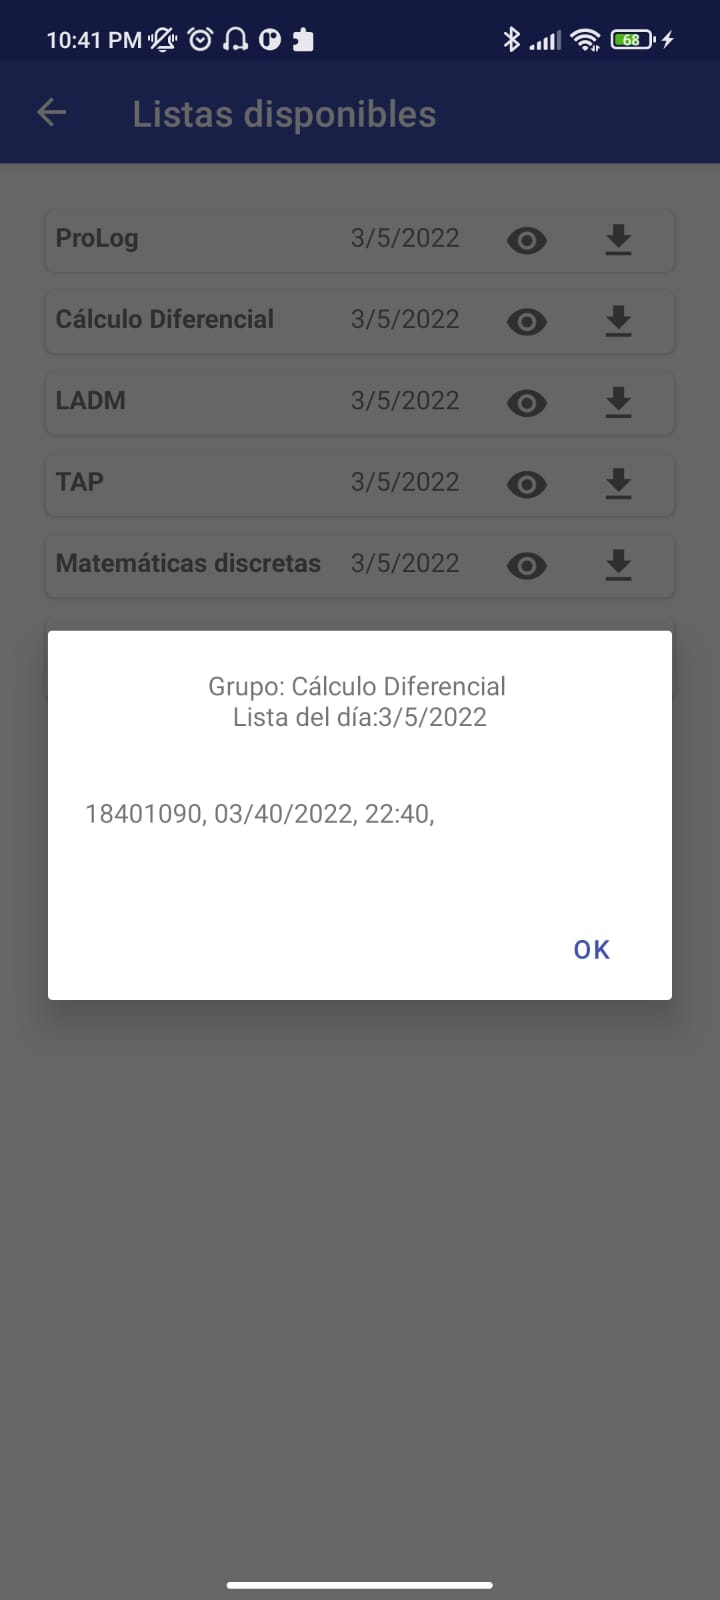 10:41 PM 68
Listas disponibles
ProLog 3/5/2022
Cálculo Diferencial 3/5/2022
LADM 3/5/2022
TAP 3/5/2022
Matemáticas discretas 3/5/2022
Grupo: Cálculo Diferencial
Lista del día:3/5/2022
18401090, 03/40/2022, 22:40,
OK